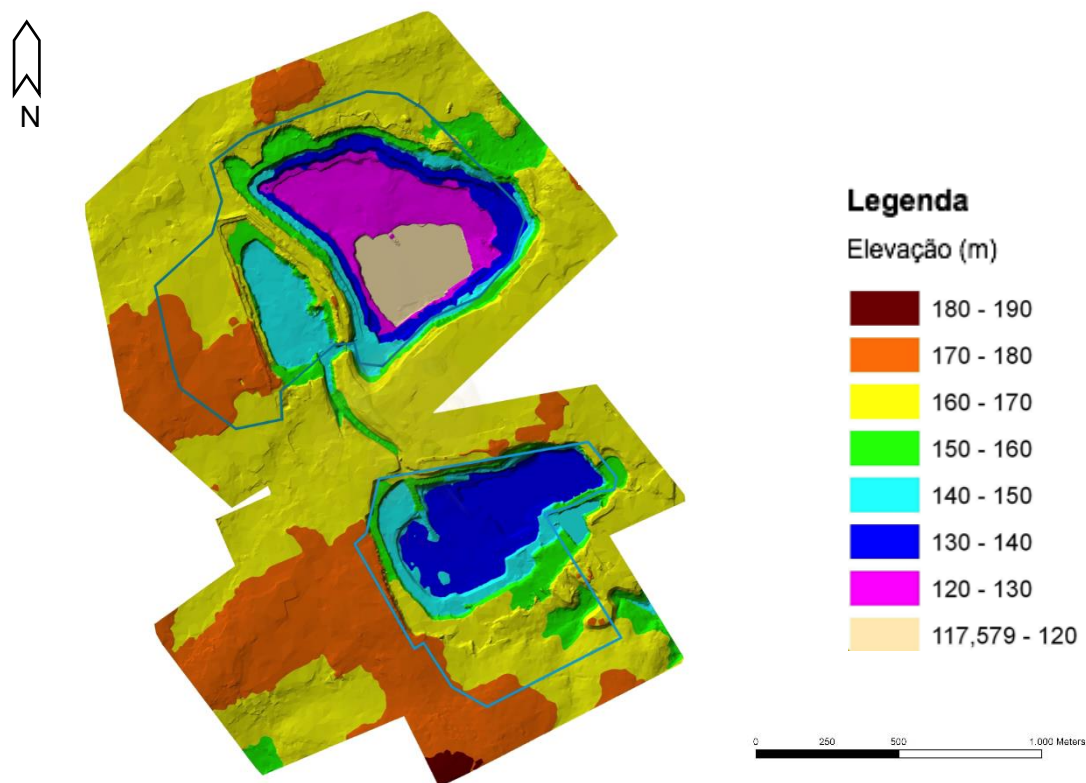 N
Legenda
Elevação (m)
180 - 190
170 - 180
160 - 170
150 - 160
140 - 150
130 - 140
120 - 130
117,579 - 120
0 250 500 1.000 Meters